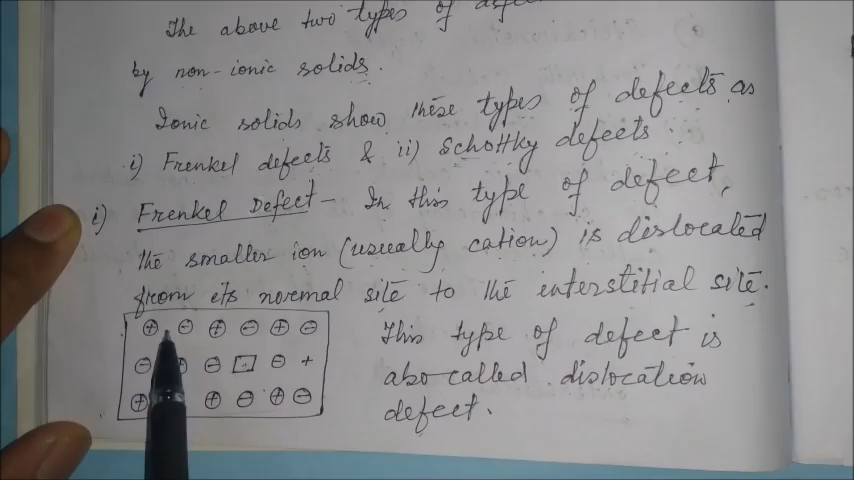 The above two types of defec
by non-ionic solids.
Ionic solids show these types of defects as
i) Frenkel defects & ii) Schottky defects.
i) Frenkel Defect - In this type of defect,
the smaller ion (usually cation) is dislocated
from its normal site to the interstitial site.
This type of defect is
also called dislocation
defect.
+ - + - + -
- + - - +
+ + - + -